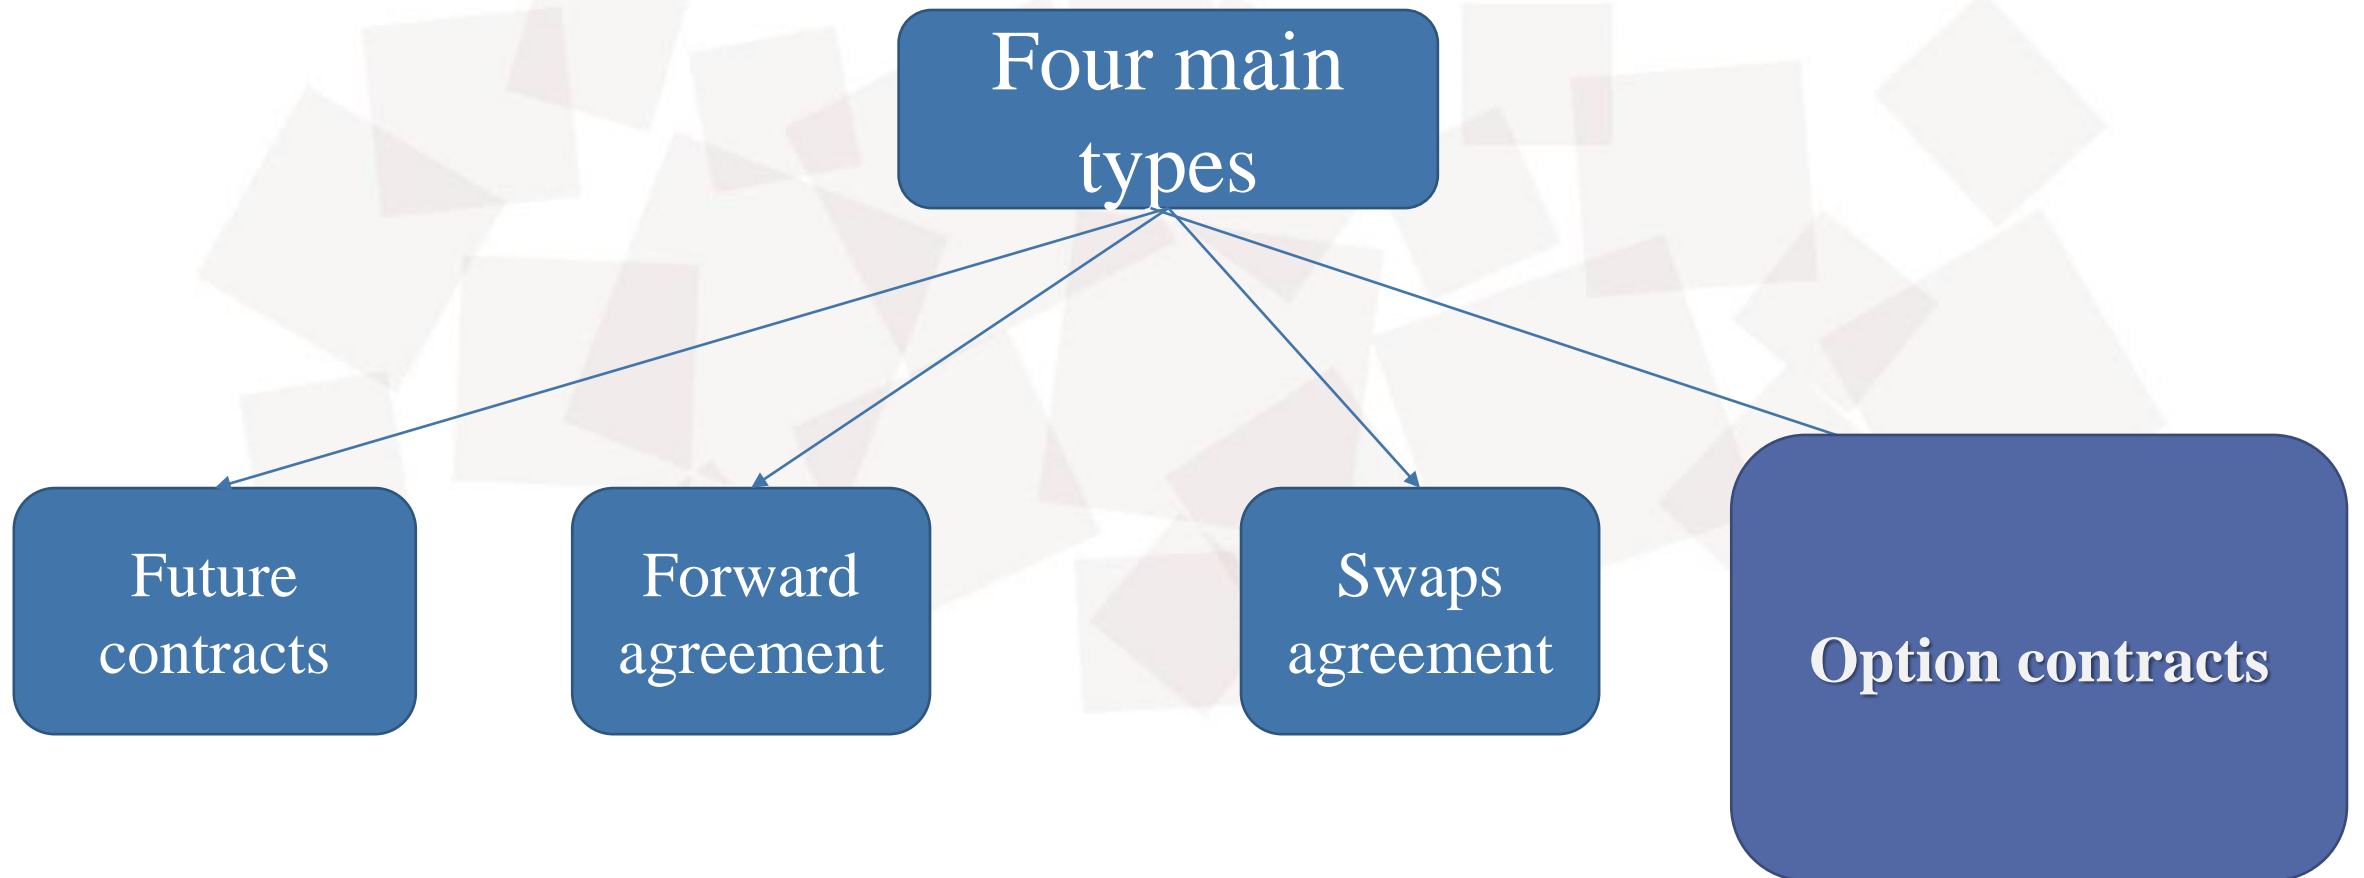 Four main
types
Future
contracts
Forward
agreement
Swaps
agreement
Option contracts